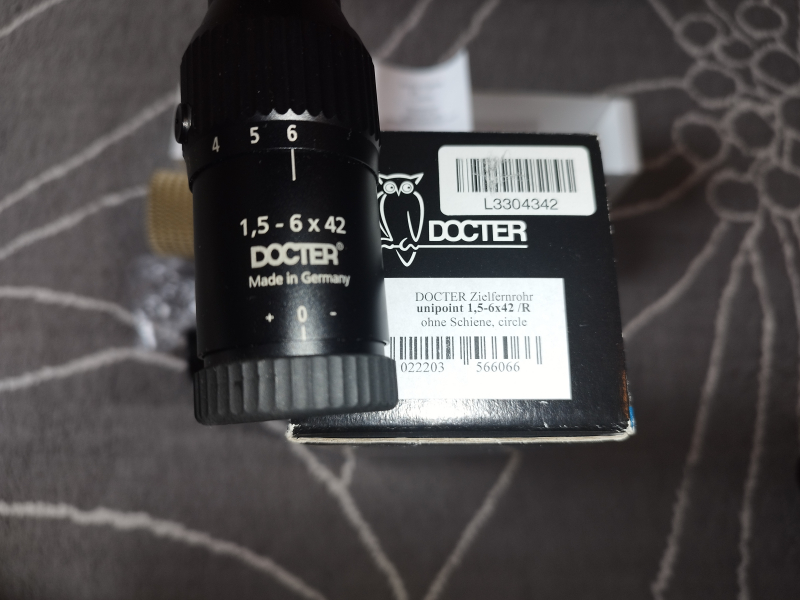 4 5 6
1,5 - 6 x 42
DOCTER®
Made in Germany
+ 0 -
L3304342
DOCTER
DOCTER Zielfernrohr
unipoint 1,5-6x42 /R
ohne Schiene, circle
022203 566066